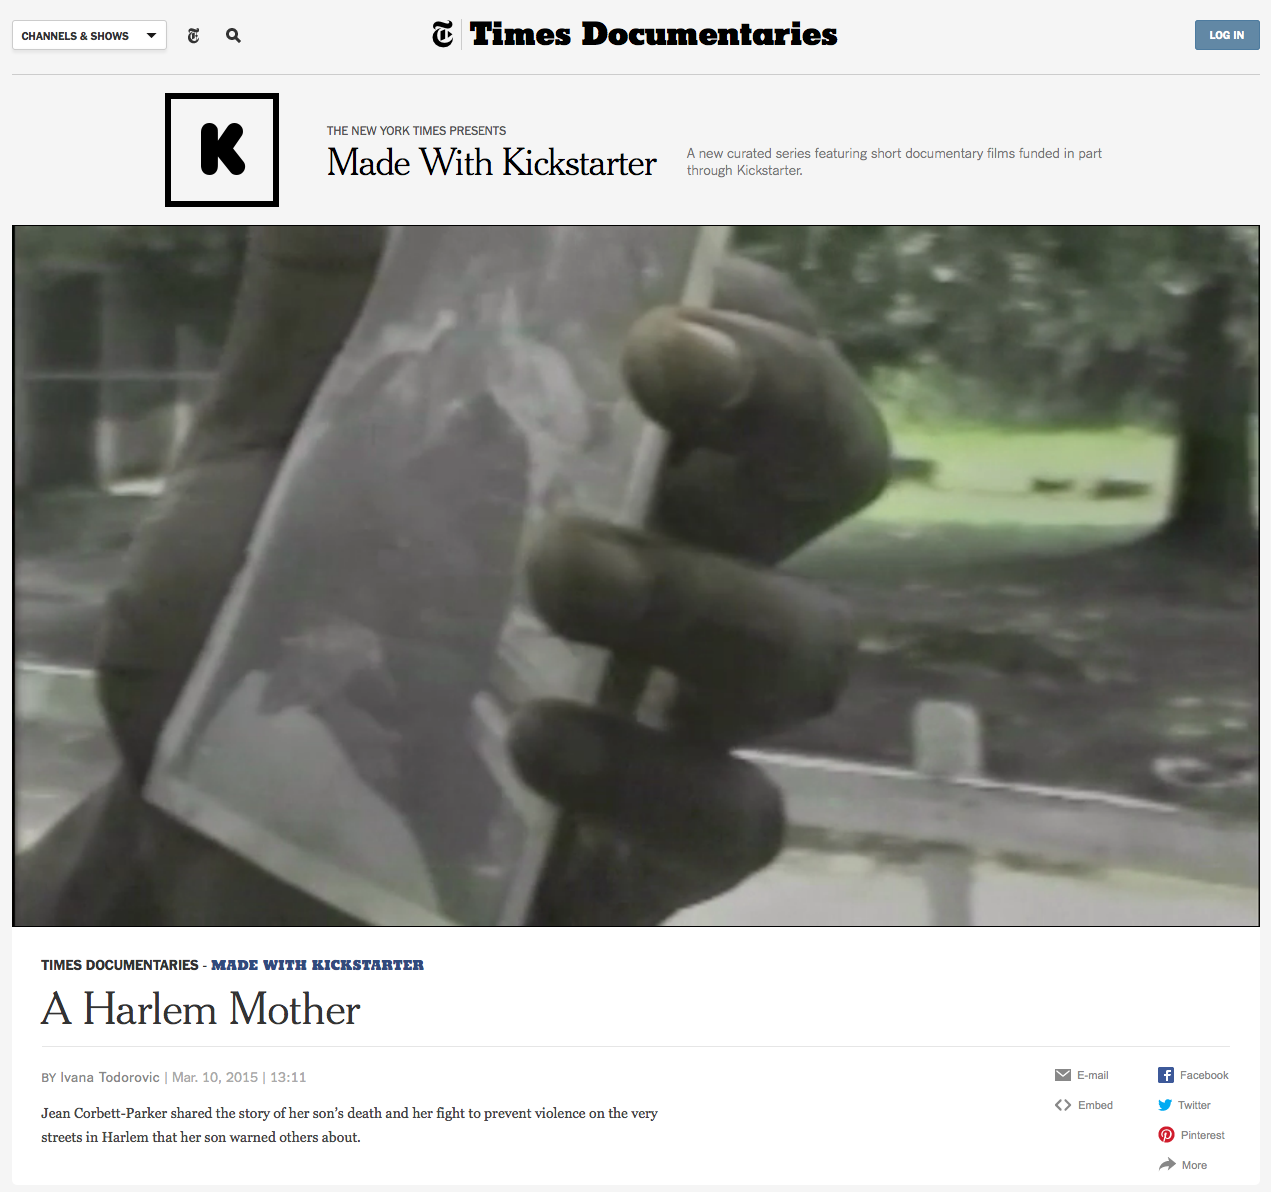 CHANNELS & SHOWS
T
T Times Documentaries
LOG IN
K
THE NEW YORK TIMES PRESENTS
Made With Kickstarter
A new curated series featuring short documentary films funded in part
through Kickstarter.
TIMES DOCUMENTARIES - MADE WITH KICKSTARTER
A Harlem Mother
BY Ivana Todorovic | Mar. 10, 2015 | 13:11
Jean Corbett-Parker shared the story of her son's death and her fight to prevent violence on the very
streets in Harlem that her son warned others about.
E-mail
Embed
Facebook
Twitter
Pinterest
More